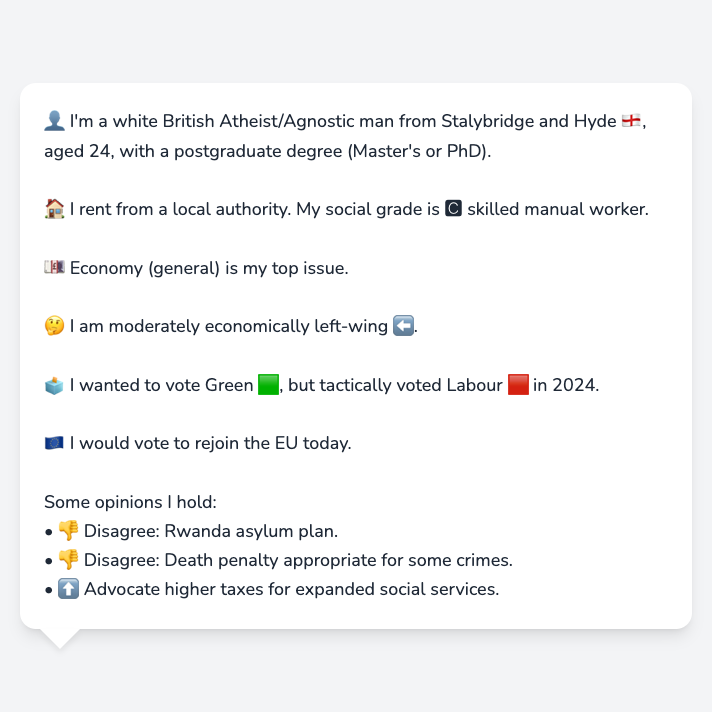 👤 I'm a white British Atheist/Agnostic man from Stalybridge and Hyde 🏴󠁧󠁢󠁥󠁮󠁧󠁿,
aged 24, with a postgraduate degree (Master's or PhD).
🏠 I rent from a local authority. My social grade is 🅲 skilled manual worker.
💷 Economy (general) is my top issue.
🤔 I am moderately economically left-wing ⬅️.
🗳️ I wanted to vote Green 🟩, but tactically voted Labour 🟥 in 2024.
🇪🇺 I would vote to rejoin the EU today.
Some opinions I hold:
• 👎 Disagree: Rwanda asylum plan.
• 👎 Disagree: Death penalty appropriate for some crimes.
• ⬆️ Advocate higher taxes for expanded social services.